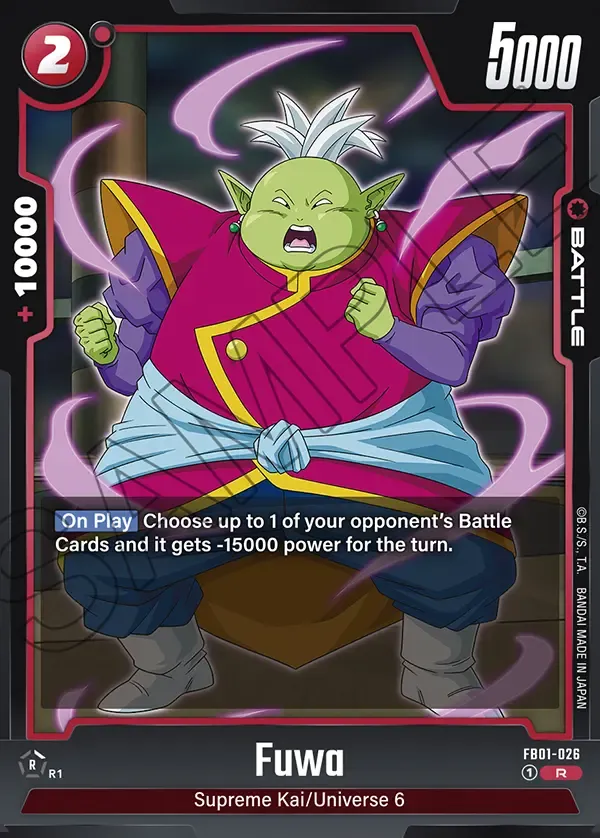 2
5000
+ 10000
BATTLE
SAMPLE
On Play Choose up to 1 of your opponent's Battle
Cards and it gets -15000 power for the turn.
©B.S./S., T.A. BANDAI MADE IN JAPAN
Fuwa
FB01-026
R
R1
1 R
Supreme Kai/Universe 6